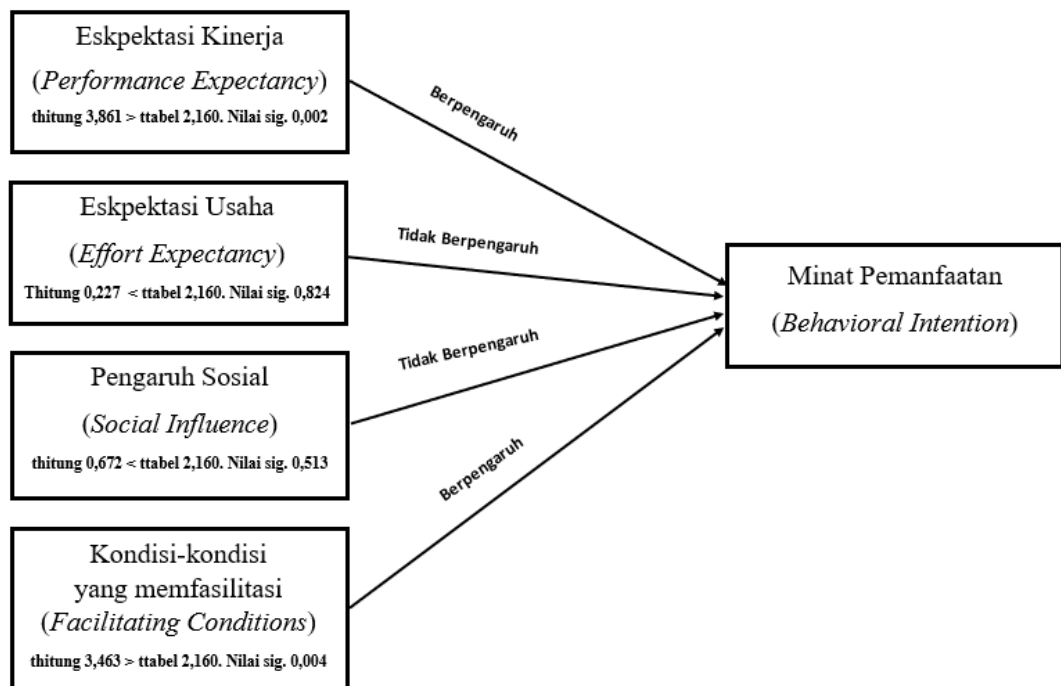 Eskpektasi Kinerja
(Performance Expectancy)
thitung 3,861 > ttabel 2,160. Nilai sig. 0,002
Berpengaruh
Eskpektasi Usaha
(Effort Expectancy)
Thitung 0,227 < ttabel 2,160. Nilai sig. 0,824
Tidak Berpengaruh
Pengaruh Sosial
(Social Influence)
thitung 0,672 < ttabel 2,160. Nilai sig. 0,513
Tidak Berpengaruh
Kondisi-kondisi
yang memfasilitasi
(Facilitating Conditions)
thitung 3,463 > ttabel 2,160. Nilai sig. 0,004
Berpengaruh
Minat Pemanfaatan
(Behavioral Intention)